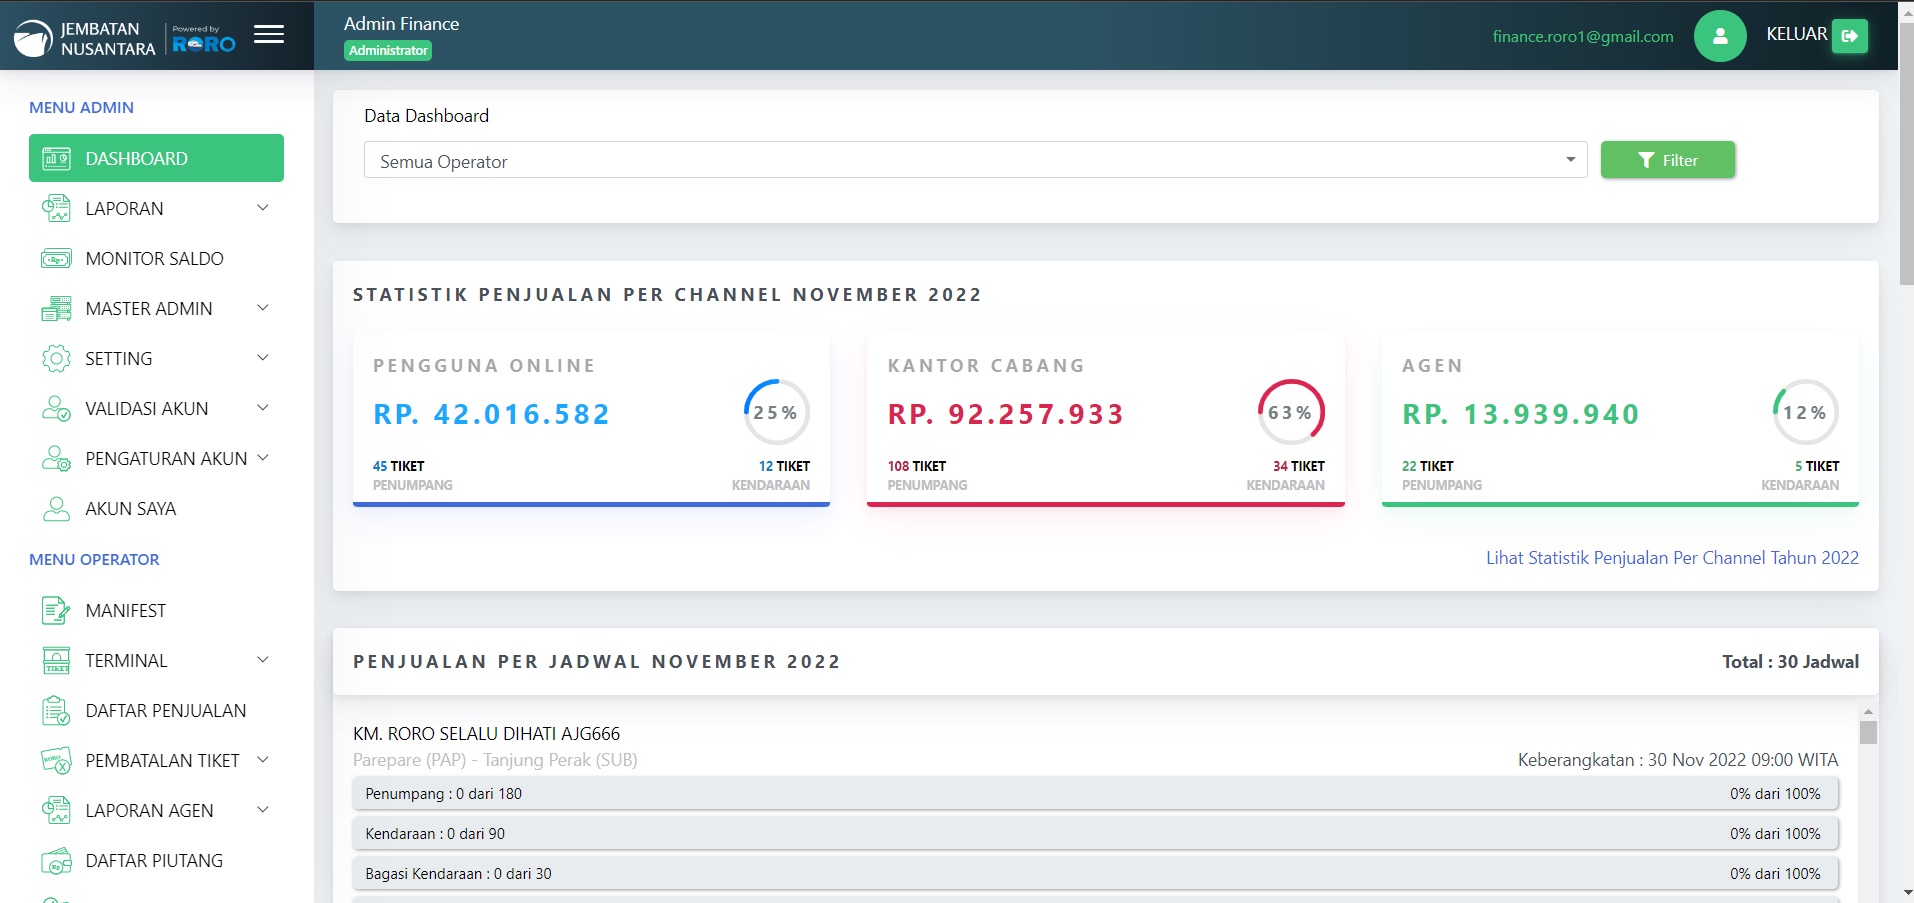 JEMBATAN
NUSANTARA
Powered by
RORO
Admin Finance
Administrator
finance.roro1@gmail.com
KELUAR
MENU ADMIN
DASHBOARD
LAPORAN
MONITOR SALDO
MASTER ADMIN
SETTING
VALIDASI AKUN
PENGATURAN AKUN
AKUN SAYA
MENU OPERATOR
MANIFEST
TIKET
TERMINAL
DAFTAR PENJUALAN
RORO
PEMBATALAN TIKET
LAPORAN AGEN
Rp
DAFTAR PIUTANG
Data Dashboard
Semua Operator
Filter
STATISTIK PENJUALAN PER CHANNEL NOVEMBER 2022
PENGGUNA ONLINE
RP. 42.016.582
25%
45 TIKET
PENUMPANG
12 TIKET
KENDARAAN
KANTOR CABANG
RP. 92.257.933
63%
108 TIKET
PENUMPANG
34 TIKET
KENDARAAN
AGEN
RP. 13.939.940
12%
22 TIKET
PENUMPANG
5 TIKET
KENDARAAN
Lihat Statistik Penjualan Per Channel Tahun 2022
PENJUALAN PER JADWAL NOVEMBER 2022
Total : 30 Jadwal
KM. RORO SELALU DIHATI AJG666
Parepare (PAP) - Tanjung Perak (SUB)
Keberangkatan : 30 Nov 2022 09:00 WITA
Penumpang : 0 dari 180
0% dari 100%
Kendaraan : 0 dari 90
0% dari 100%
Bagasi Kendaraan : 0 dari 30
0% dari 100%